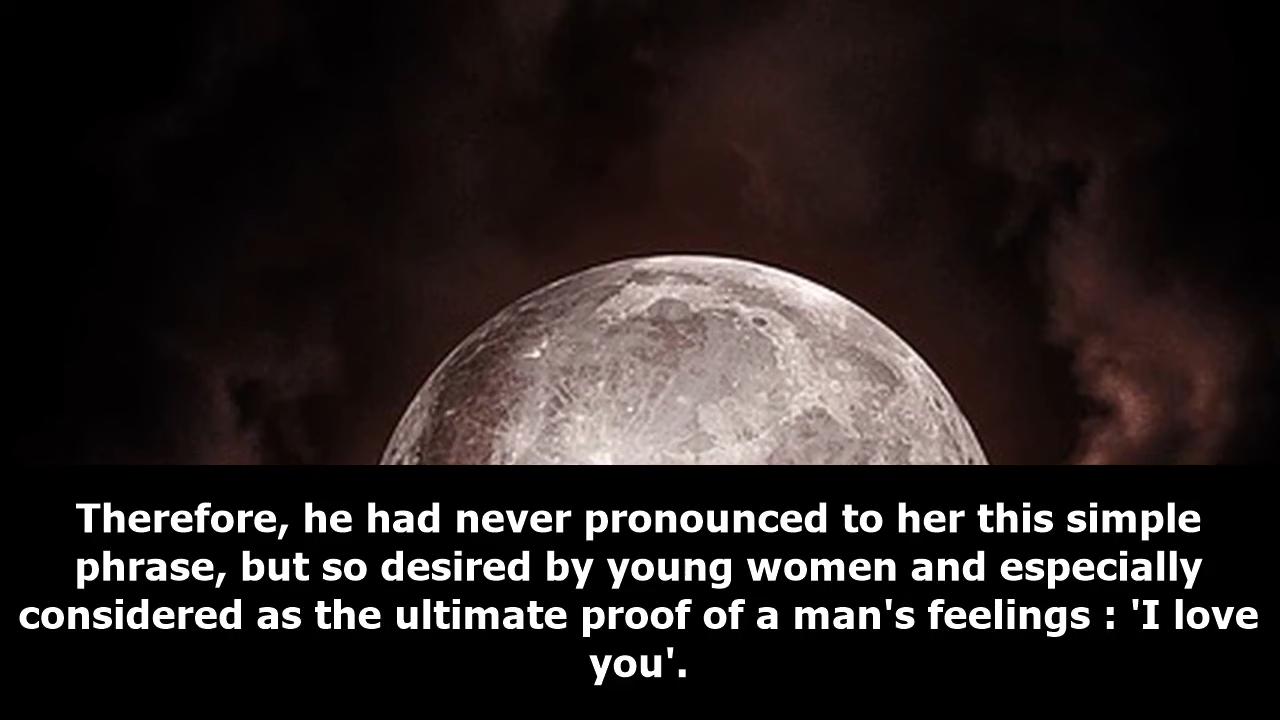 Therefore, he had never pronounced to her this simple
phrase, but so desired by young women and especially
considered as the ultimate proof of a man's feelings : 'I love
you'.